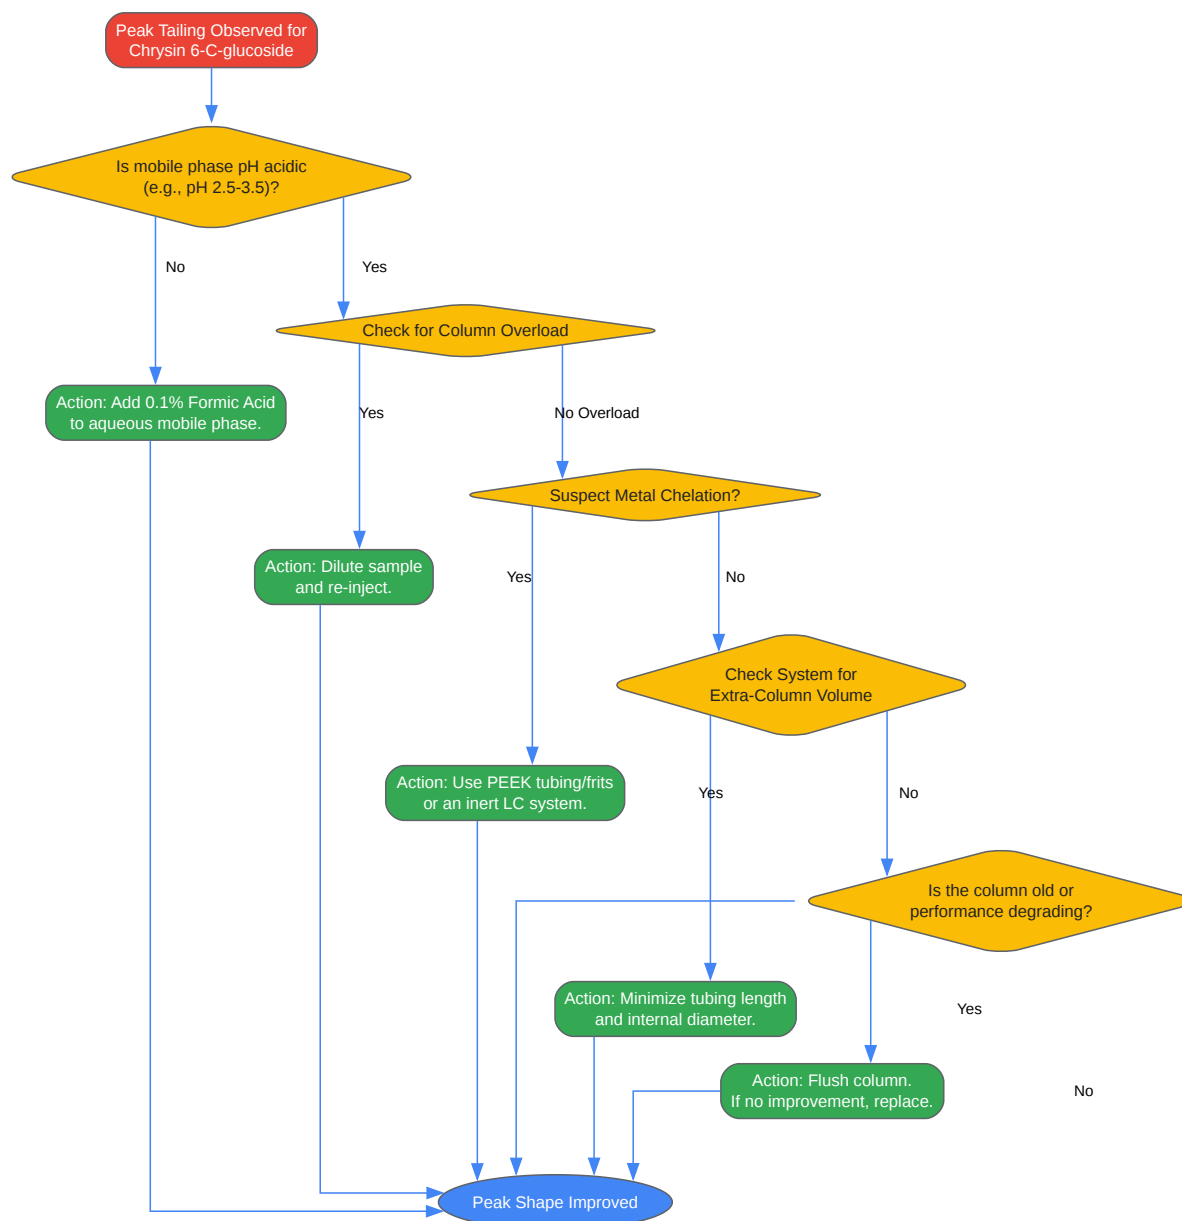 Peak Tailing Observed for
Chrysin 6-C-glucoside
Is mobile phase pH acidic
(e.g., pH 2.5-3.5)?
No
Yes
Check for Column Overload
Action: Add 0.1% Formic Acid
to aqueous mobile phase.
Yes
No Overload
Suspect Metal Chelation?
Action: Dilute sample
and re-inject.
Yes
No
Check System for
Extra-Column Volume
Action: Use PEEK tubing/frits
or an inert LC system.
Yes
No
Is the column old or
performance degrading?
Action: Minimize tubing length
and internal diameter.
Yes
Action: Flush column.
If no improvement, replace.
No
Peak Shape Improved